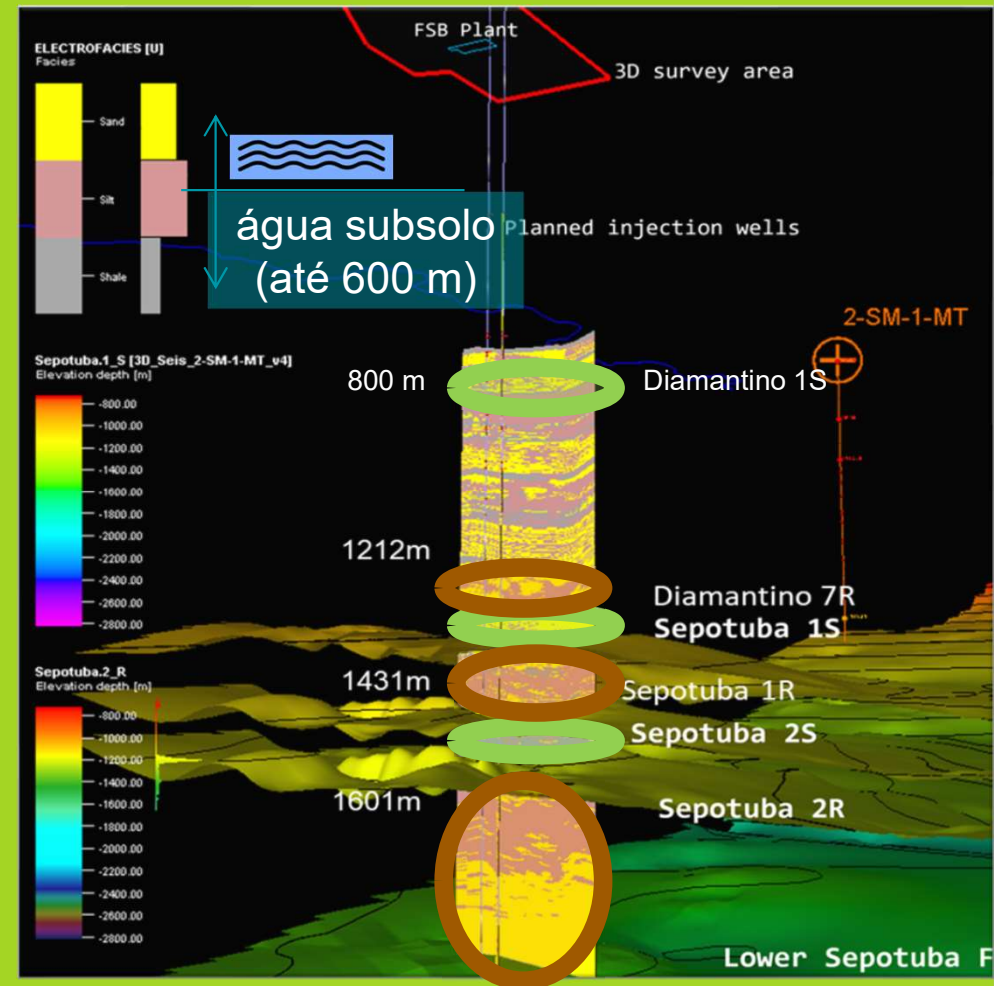 FSB Plant
ELECTROFACIES [U]
Facies
3D survey area
Sand
Silt
Shale
água subsolo
(até 600 m)
Planned injection wells
2-SM-1-MT
Sepotuba.1_S [3D_Seis_2-SM-1-MT_v4]
Elevation depth [m]
-800.00
-1000.00
-1200.00
-1400.00
-1600.00
-1800.00
-2000.00
-2200.00
-2400.00
-2600.00
-2800.00
800 m
Diamantino 1S
1212m
Diamantino 7R
Sepotuba 1S
Sepotuba.2_R
Elevation depth [m]
-800.00
-1000.00
-1200.00
-1400.00
-1600.00
-1800.00
-2000.00
-2200.00
-2400.00
-2600.00
-2800.00
1431m
Sepotuba 1R
Sepotuba 2S
1601m
Sepotuba 2R
Lower Sepotuba F